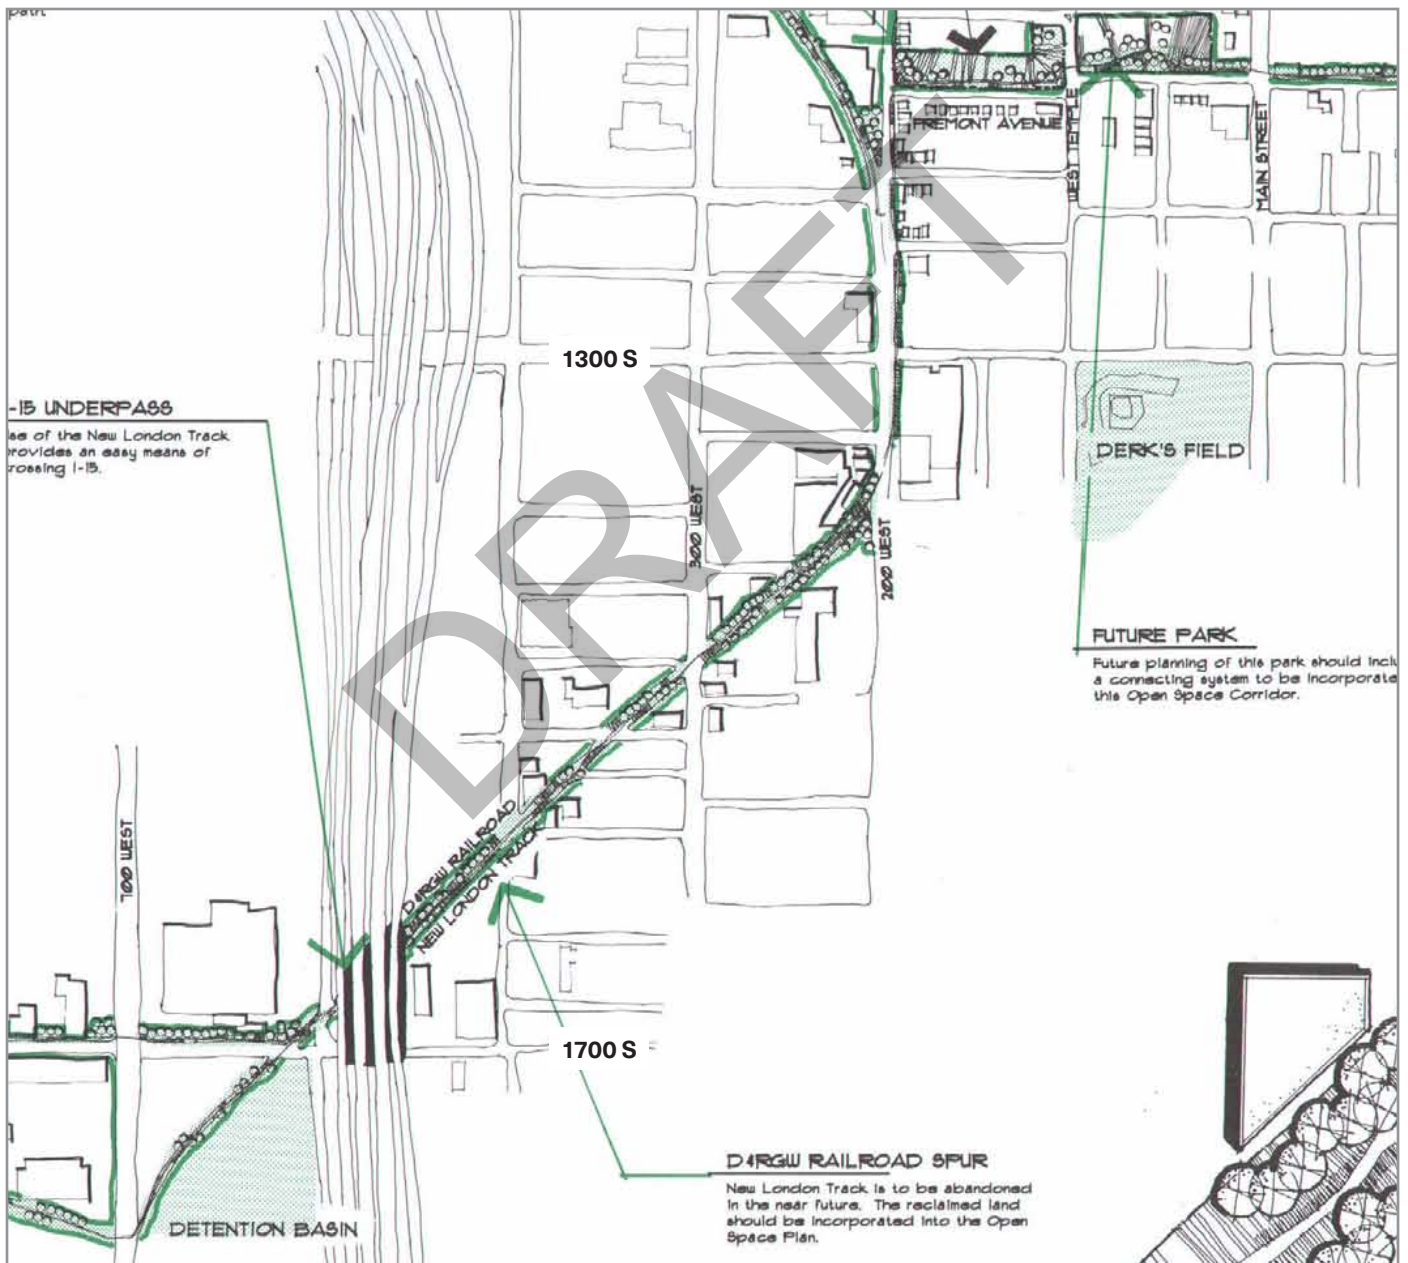 path.
FREMONT AVENUE
WEST TEMPLE
MAIN STREET
1300 S
-15 UNDERPASS
se of the New London Track
rovides an easy means of
rossing I-15.
DERK'S FIELD
300 WEST
200 WEST
DRAFT
FUTURE PARK
Future planning of this park should inclu
a connecting system to be incorporate
this Open Space Corridor.
700 WEST
D&RGW RAILROAD
NEW LONDON TRACK
1700 S
D&RGW RAILROAD SPUR
New London Track is to be abandoned
in the near future. The reclaimed land
should be incorporated into the Open
Space Plan.
DETENTION BASIN